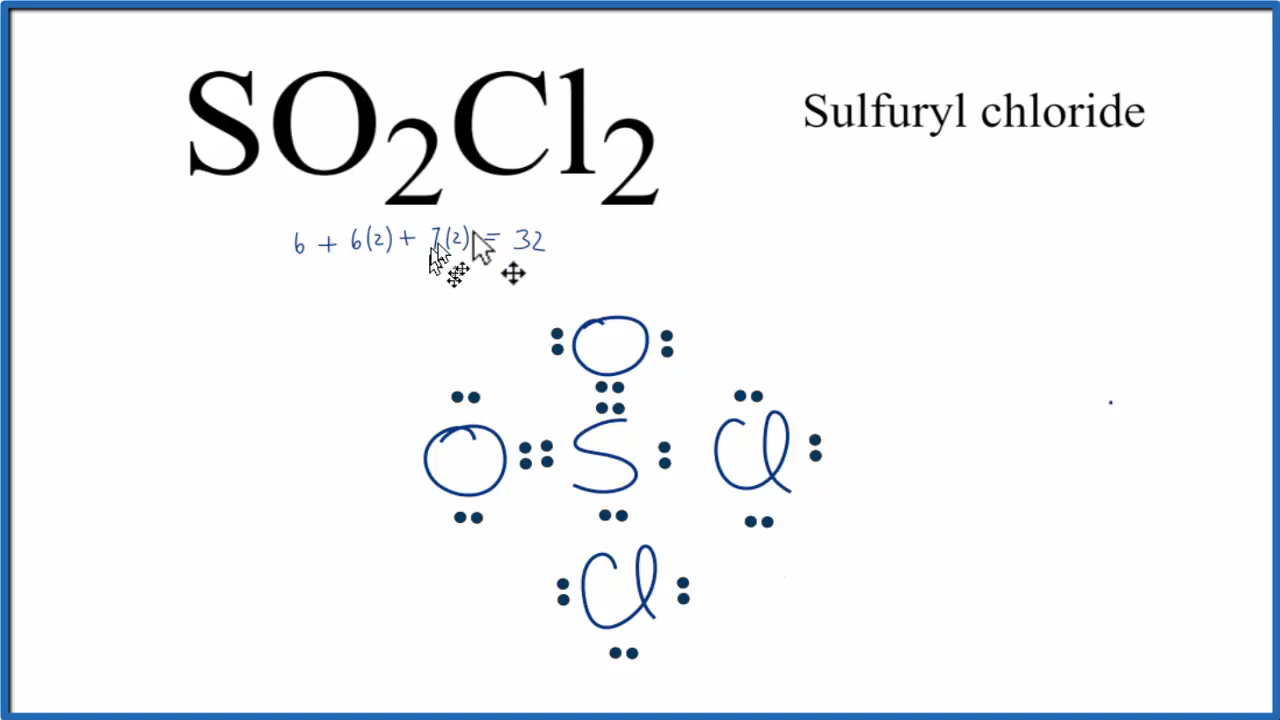 SO₂Cl₂
Sulfuryl chloride
6 + 6(2) + 7(2) = 32
O
O S Cl
Cl